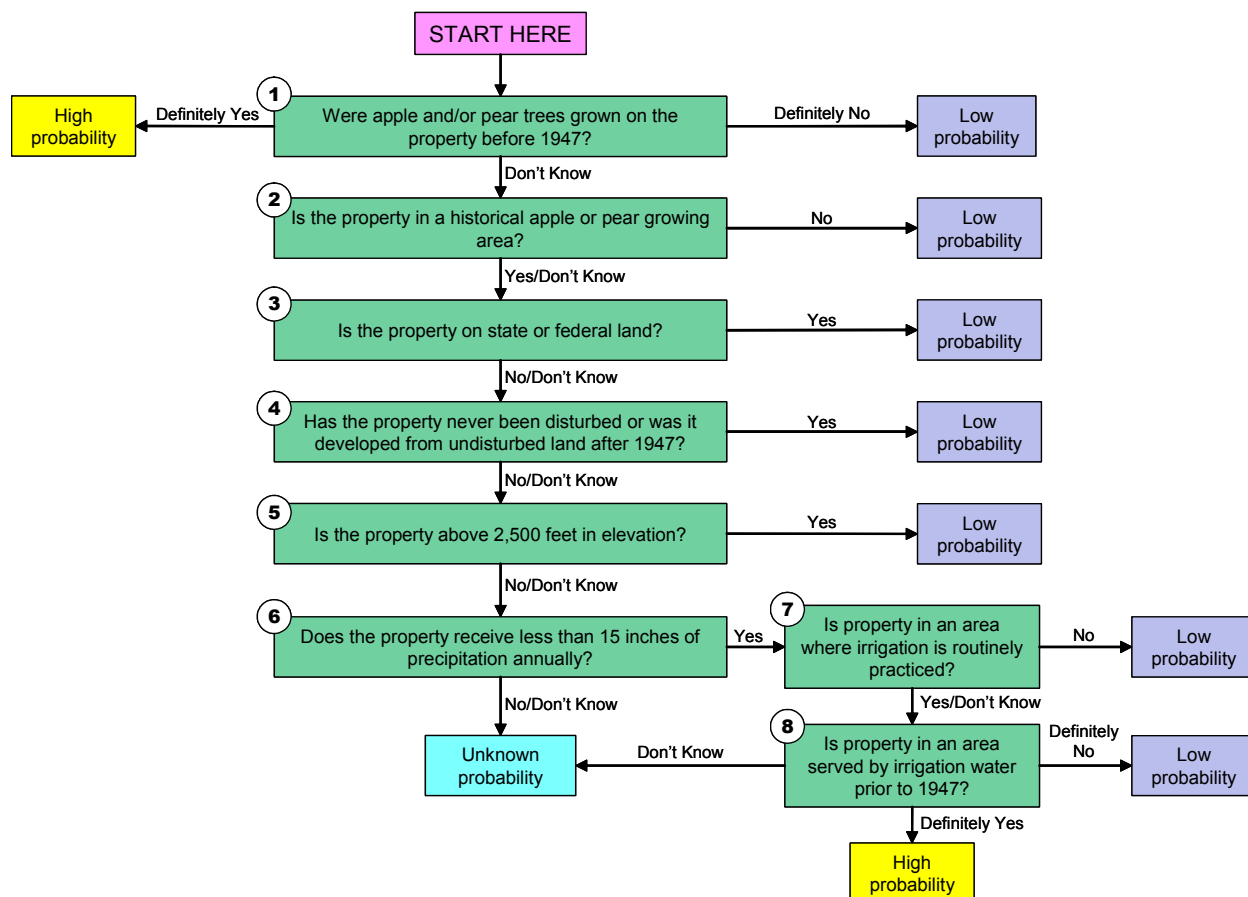 START HERE
1
Were apple and/or pear trees grown on the
property before 1947?
Definitely Yes
High
probability
Definitely No
Low
probability
Don't Know
2
Is the property in a historical apple or pear growing
area?
No
Low
probability
Yes/Don't Know
3
Is the property on state or federal land?
Yes
Low
probability
No/Don't Know
4
Has the property never been disturbed or was it
developed from undisturbed land after 1947?
Yes
Low
probability
No/Don't Know
5
Is the property above 2,500 feet in elevation?
Yes
Low
probability
No/Don't Know
6
Does the property receive less than 15 inches of
precipitation annually?
Yes
7
Is property in an area
where irrigation is routinely
practiced?
No
Low
probability
No/Don't Know
Yes/Don't Know
Unknown
probability
Don't Know
8
Is property in an area
served by irrigation water
prior to 1947?
Definitely
No
Low
probability
Definitely Yes
High
probability